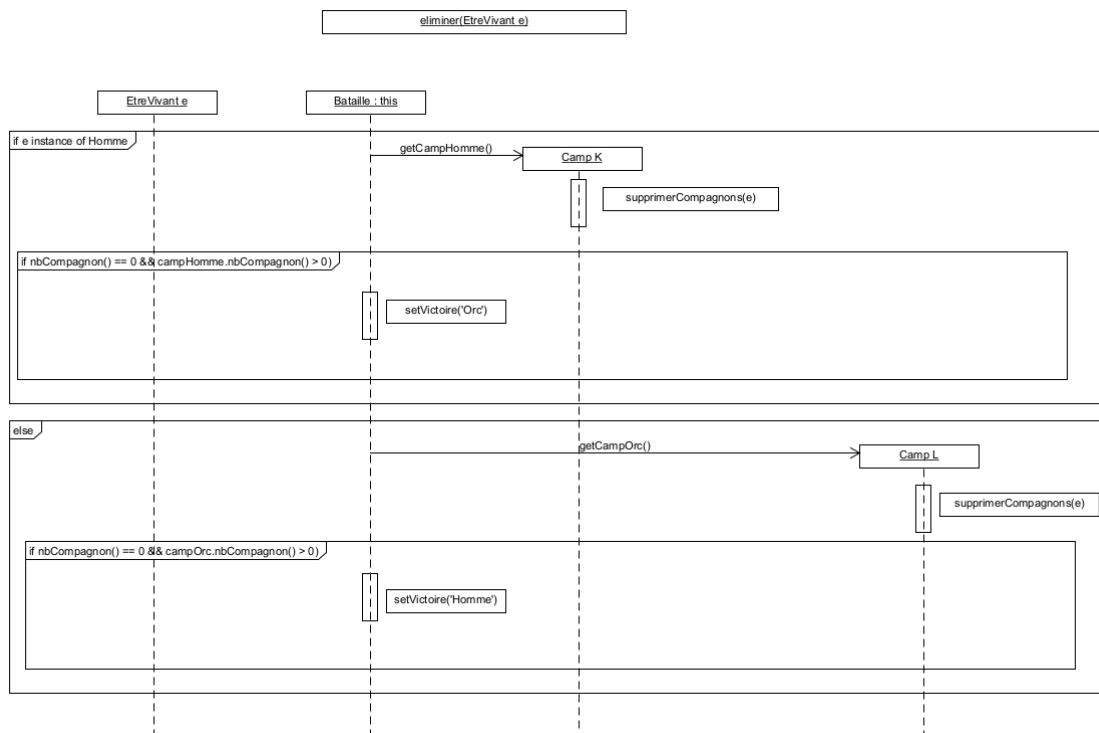 eliminer(EtreVivant e)
EtreVivant e
Bataille : this
if e instance of Homme
getCampHomme()
Camp K
supprimerCompagnons(e)
if nbCompagnon() == 0 && campHomme.nbCompagnon() > 0)
setVictoire('Orc')
else
getCampOrc()
Camp L
supprimerCompagnons(e)
if nbCompagnon() == 0 && campOrc.nbCompagnon() > 0)
setVictoire('Homme')